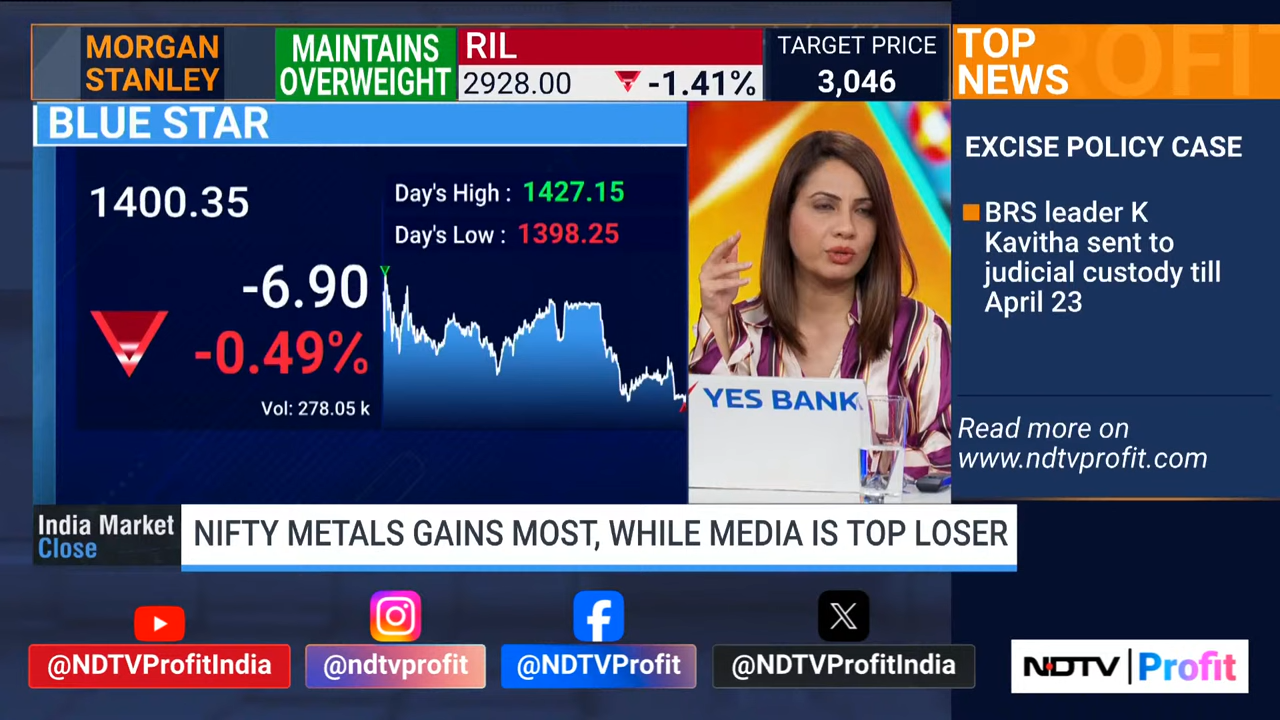 MORGAN
STANLEY
MAINTAINS
OVERWEIGHT
RIL
2928.00 -1.41%
TARGET PRICE
3,046
TOP
NEWS
BLUE STAR
1400.35
-6.90
-0.49%
Vol: 278.05 k
Day's High : 1427.15
Day's Low : 1398.25
YES BANK
EXCISE POLICY CASE
BRS leader K
Kavitha sent to
judicial custody till
April 23
Read more on
www.ndtvprofit.com
India Market
Close
NIFTY METALS GAINS MOST, WHILE MEDIA IS TOP LOSER
@NDTVProfitIndia
@ndtvprofit
@NDTVProfit
@NDTVProfitIndia
NDTV Profit